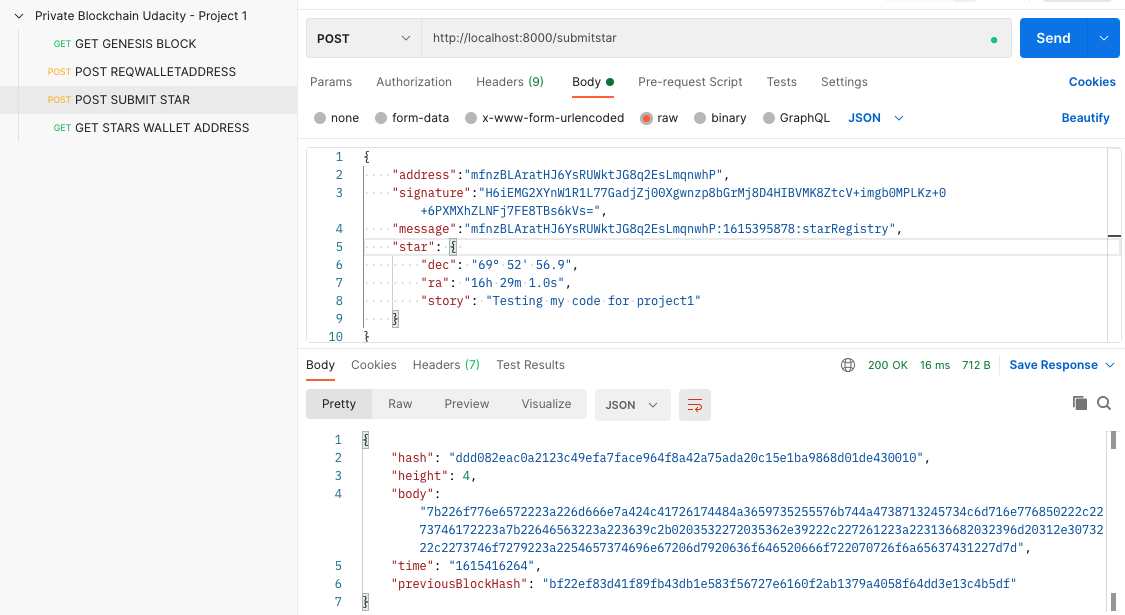 Private Blockchain Udacity - Project 1
GET GET GENESIS BLOCK
POST POST REQWALLETADDRESS
POST POST SUBMIT STAR
GET GET STARS WALLET ADDRESS
POST http://localhost:8000/submitstar Send
Params Authorization Headers (9) Body Pre-request Script Tests Settings Cookies
none form-data x-www-form-urlencoded raw binary GraphQL JSON Beautify
1 {
2 "address":"mfnzBLAratHJ6YsRUWktJG8q2EsLmqnwhP",
3 "signature":"H6iEMG2XYnW1R1L77GadjZj00Xgwnzp8bGrMj8D4HIBVMK8ZtcV+imgb0MPLKz+0
+6PXMXhZLNFj7FE8TBs6kVs=",
4 "message":"mfnzBLAratHJ6YsRUWktJG8q2EsLmqnwhP:1615395878:starRegistry",
5 "star": {
6 "dec": "69° 52' 56.9",
7 "ra": "16h 29m 1.0s",
8 "story": "Testing my code for project1"
9 }
10 }
Body Cookies Headers (7) Test Results 200 OK 16 ms 712 B Save Response
Pretty Raw Preview Visualize JSON
1 {
2 "hash": "ddd082eac0a2123c49efa7face964f8a42a75ada20c15e1ba9868d01de430010",
3 "height": 4,
4 "body":
"7b226f776e6572223a226d666e7a424c41726174484a3659735255576b744a4738713245734c6d716e776850222c22
73746172223a7b22646563223a223639c2b0203532272035362e39222c227261223a223136682032396d20312e30732
22c2273746f7279223a2254657374696e67206d7920636f646520666f722070726f6a65637431227d7d",
5 "time": "1615416264",
6 "previousBlockHash": "bf22ef83d41f89fb43db1e583f56727e6160f2ab1379a4058f64dd3e13c4b5df"
7 }